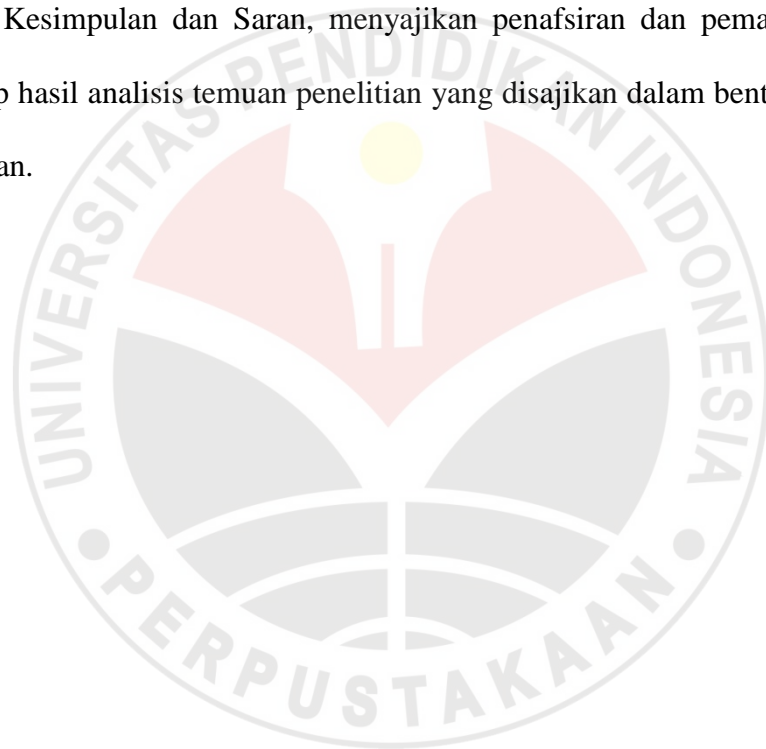 Kesimpulan dan Saran, menyajikan penafsiran dan pema
hasil analisis temuan penelitian yang disajikan dalam bent
an.
UNIVERSITAS PENDIDIKAN INDONESIA
PERPUSTAKAAN